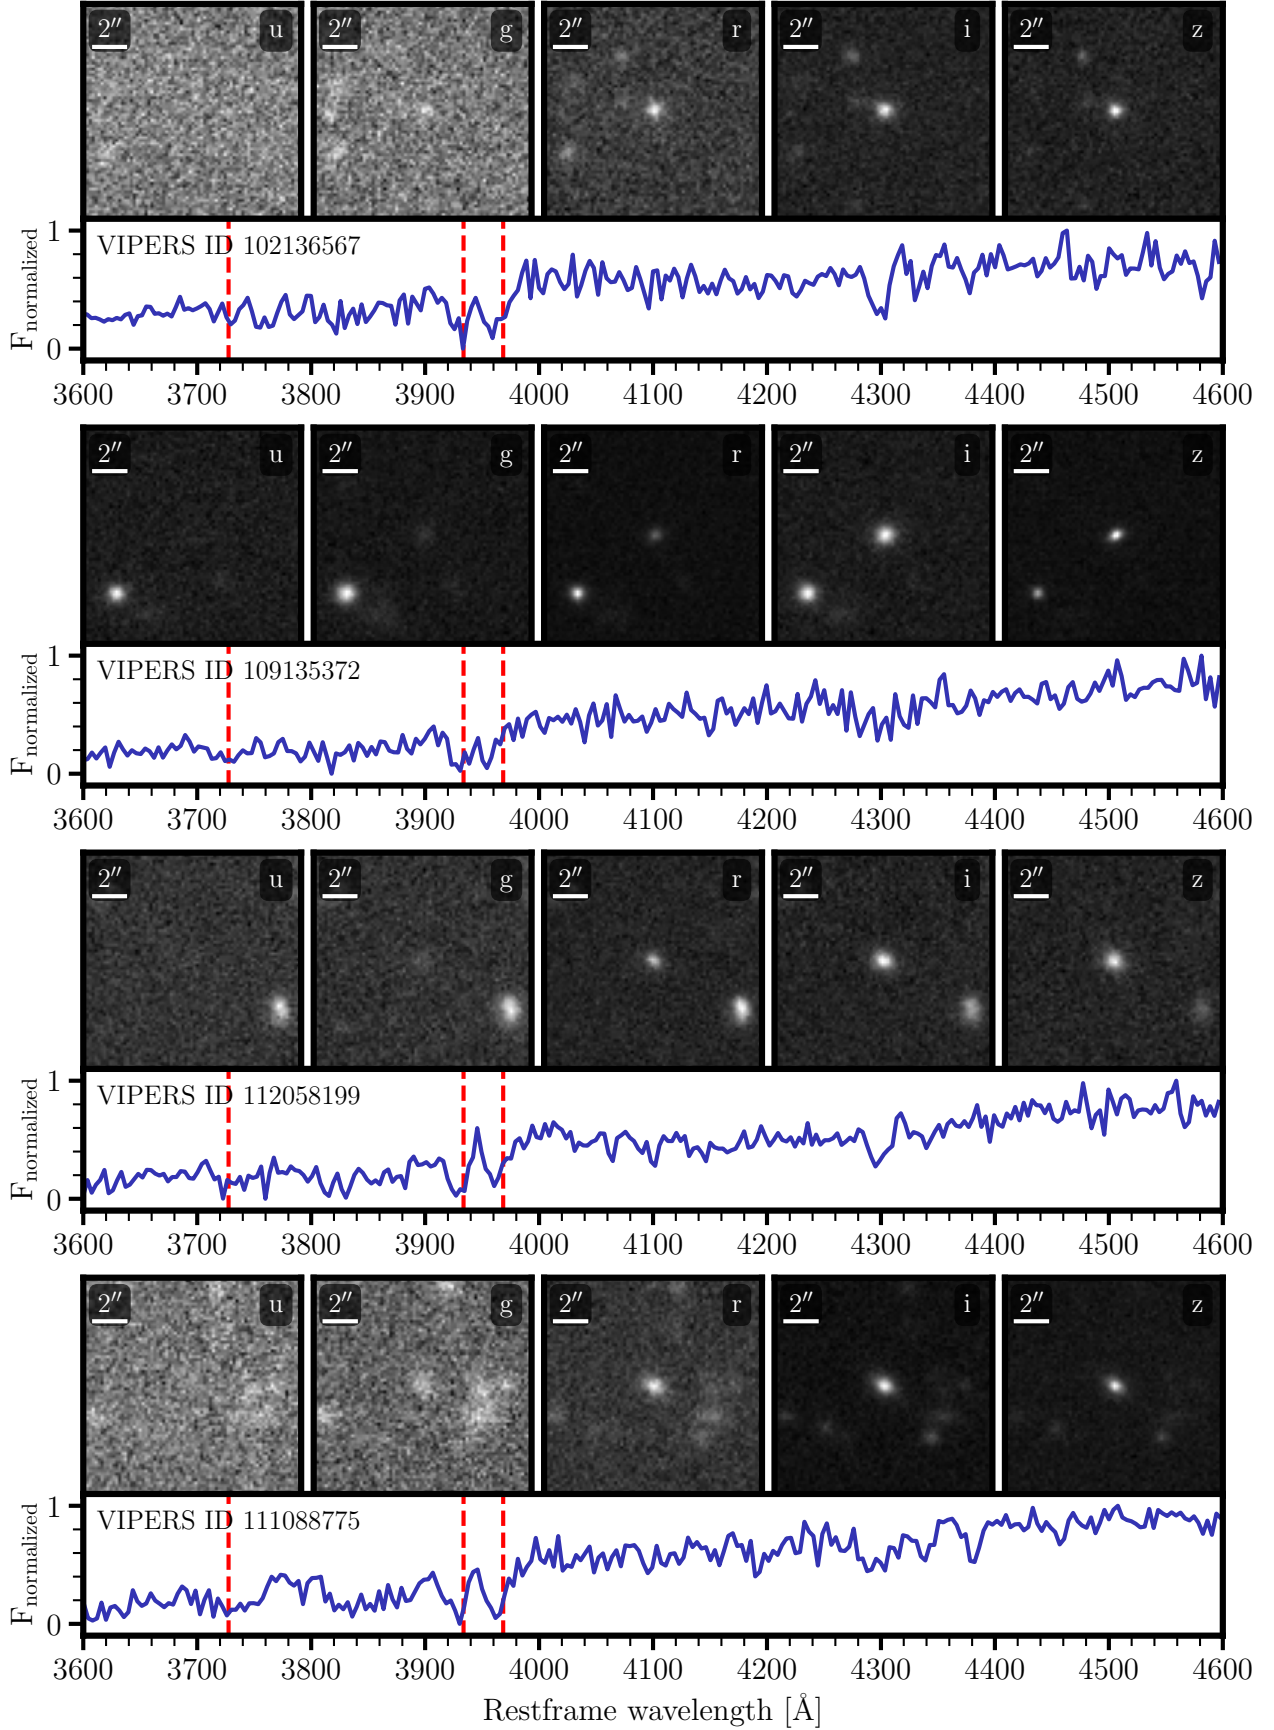 2″ u 2″ g 2″ r 2″ i 2″ z
VIPERS ID 102136567
1
0
F_normalized
3600 3700 3800 3900 4000 4100 4200 4300 4400 4500 4600
2″ u 2″ g 2″ r 2″ i 2″ z
VIPERS ID 109135372
1
0
F_normalized
3600 3700 3800 3900 4000 4100 4200 4300 4400 4500 4600
2″ u 2″ g 2″ r 2″ i 2″ z
VIPERS ID 112058199
1
0
F_normalized
3600 3700 3800 3900 4000 4100 4200 4300 4400 4500 4600
2″ u 2″ g 2″ r 2″ i 2″ z
VIPERS ID 111088775
1
0
F_normalized
3600 3700 3800 3900 4000 4100 4200 4300 4400 4500 4600
Restframe wavelength [Å]